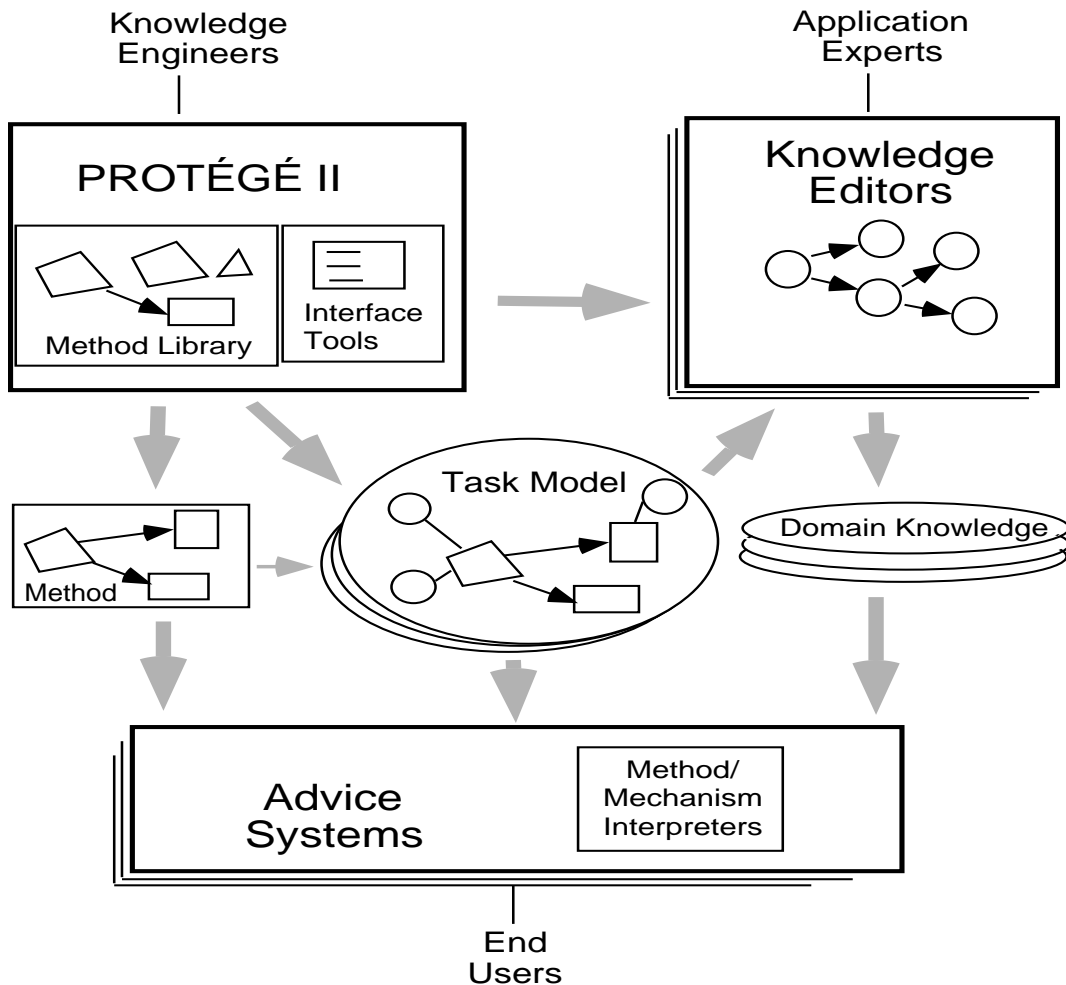 Knowledge
Engineers
Application
Experts
PROTÉGÉ II
Method Library
Interface
Tools
Knowledge
Editors
Task Model
Method
Domain Knowledge
Advice
Systems
Method/
Mechanism
Interpreters
End
Users